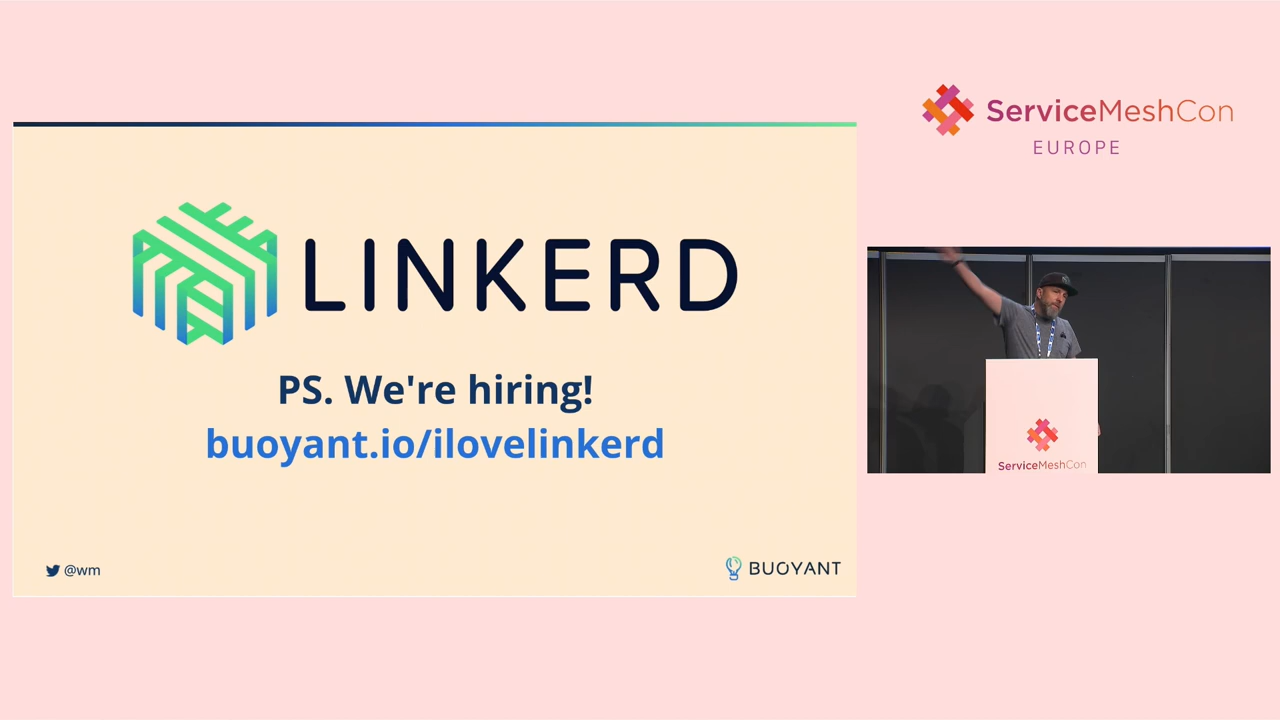 LINKERD
PS. We're hiring!
buoyant.io/ilovelinkerd
@wm
BUOYANT
ServiceMeshCon
EUROPE
ServiceMeshCon